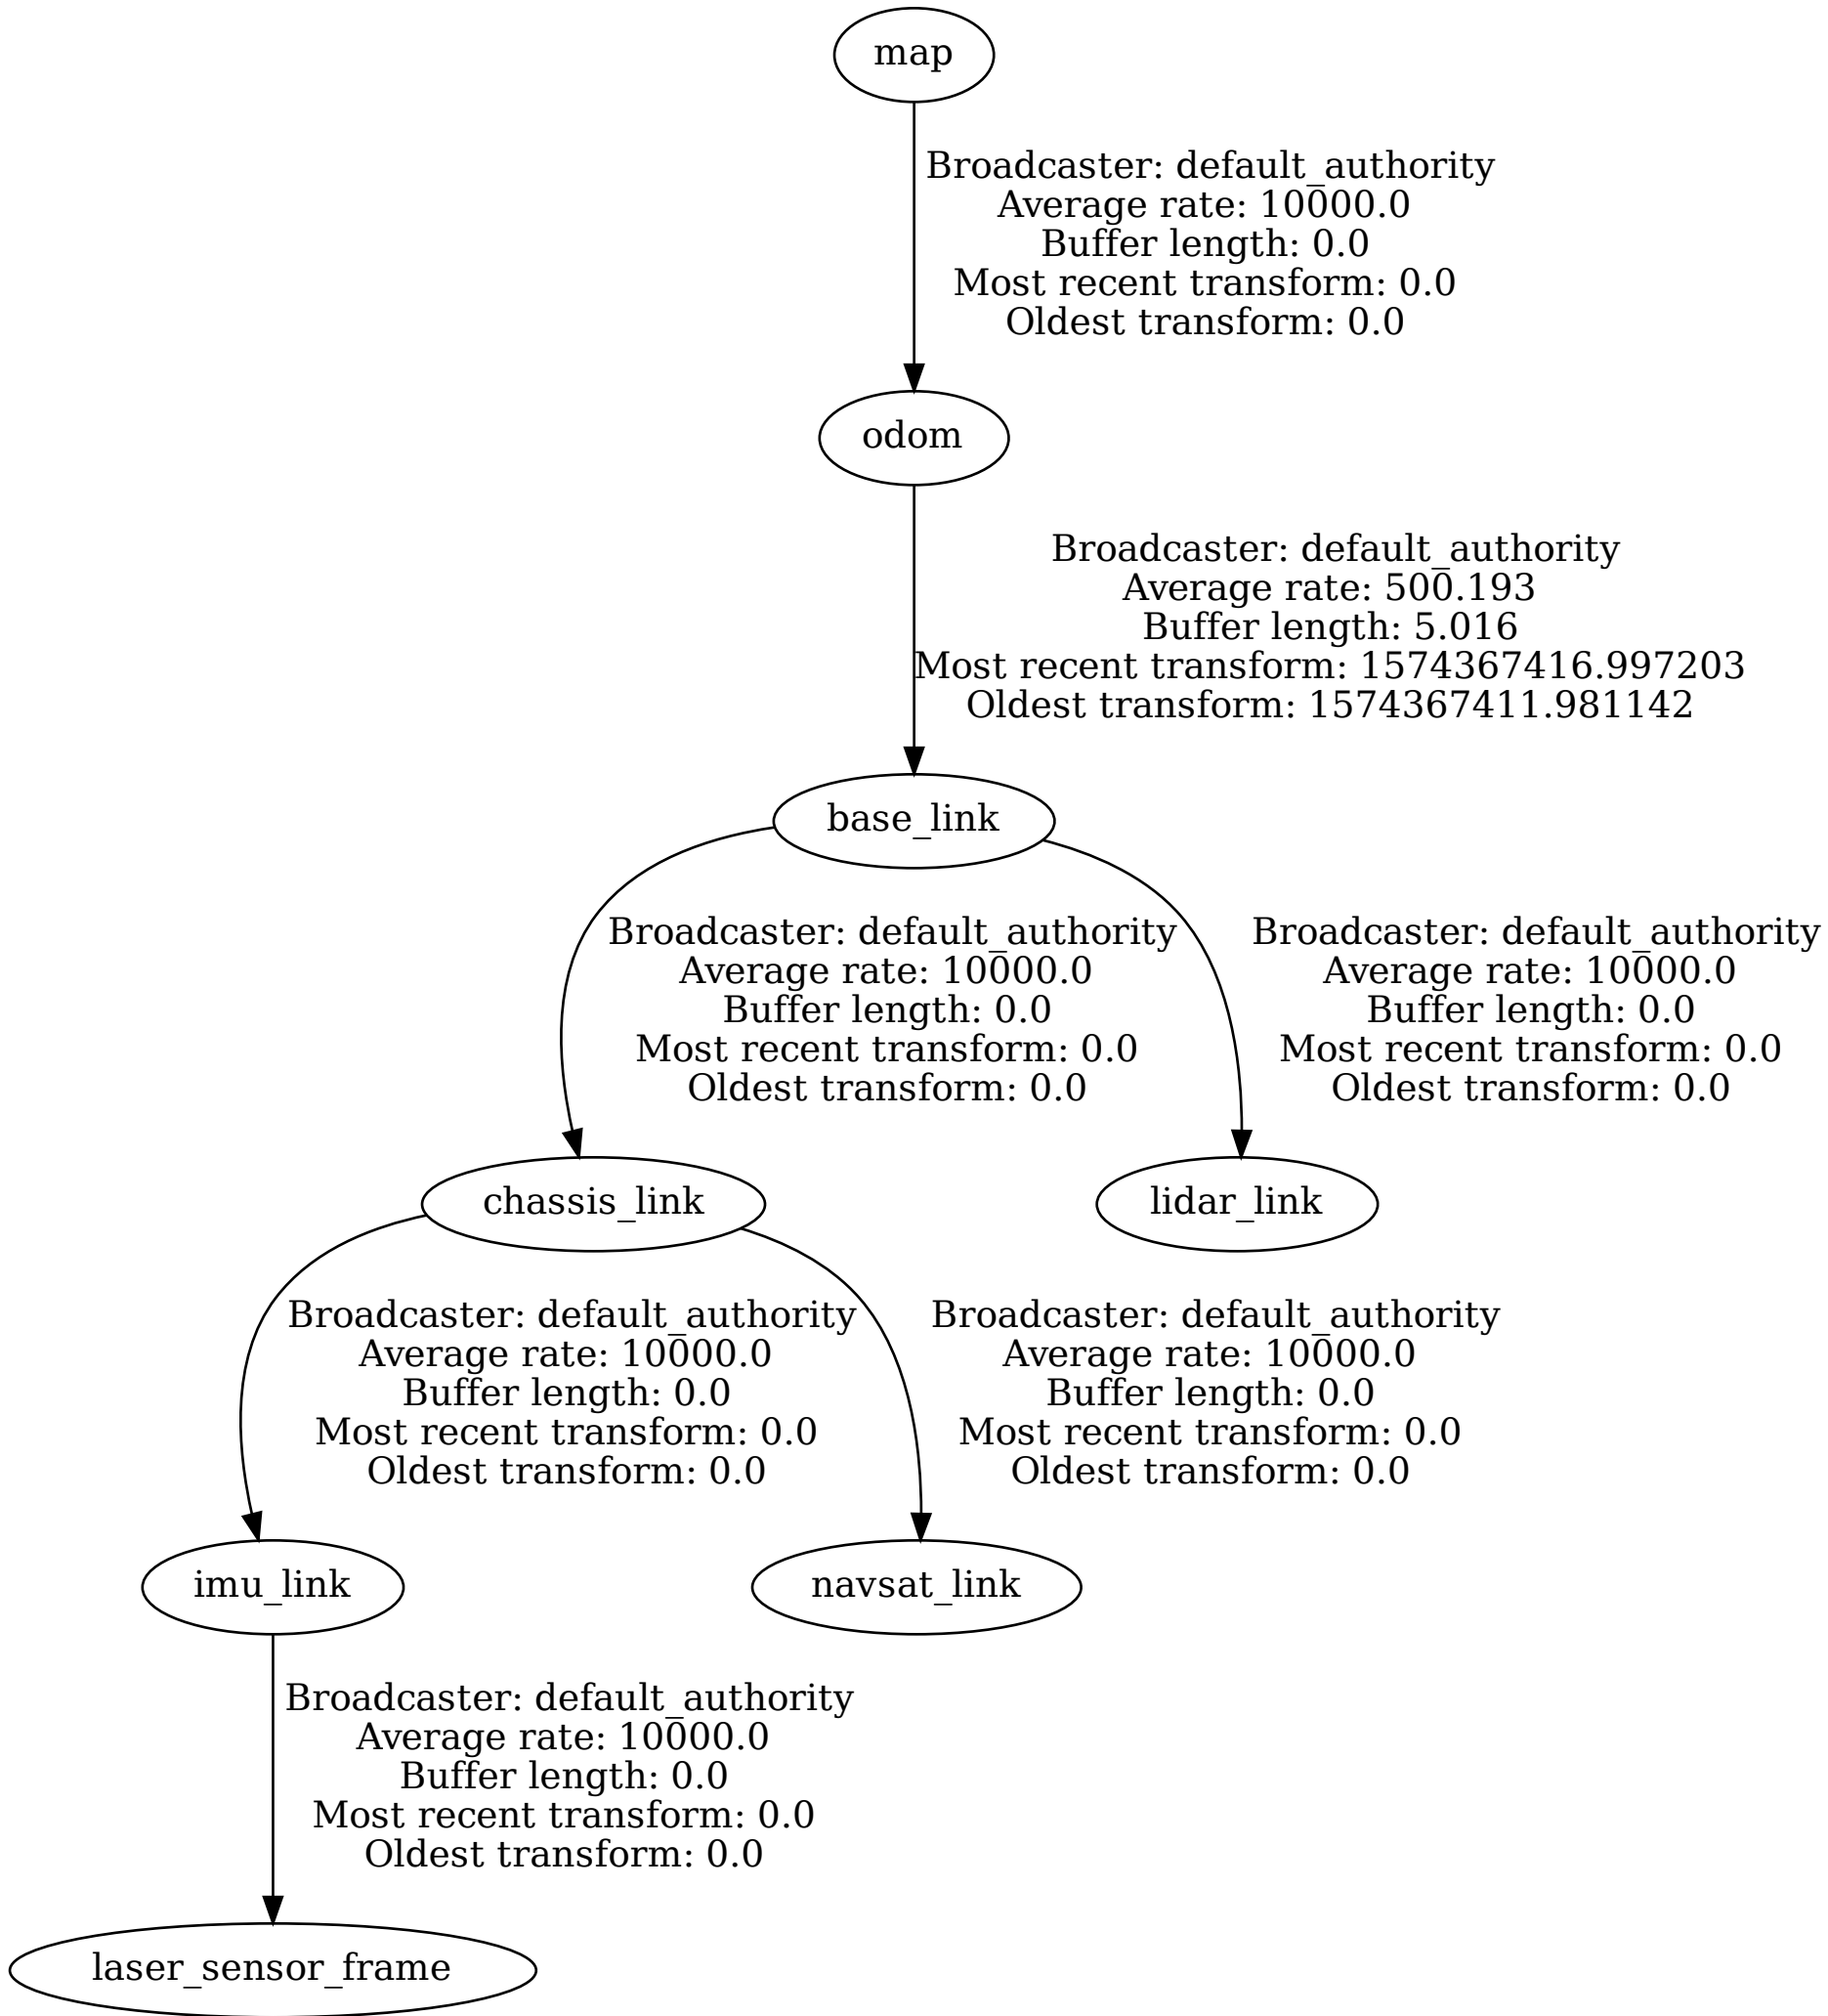 map
Broadcaster: default_authority
Average rate: 10000.0
Buffer length: 0.0
Most recent transform: 0.0
Oldest transform: 0.0
odom
Broadcaster: default_authority
Average rate: 500.193
Buffer length: 5.016
Most recent transform: 1574367416.997203
Oldest transform: 1574367411.981142
base_link
Broadcaster: default_authority
Average rate: 10000.0
Buffer length: 0.0
Most recent transform: 0.0
Oldest transform: 0.0
Broadcaster: default_authority
Average rate: 10000.0
Buffer length: 0.0
Most recent transform: 0.0
Oldest transform: 0.0
chassis_link
lidar_link
Broadcaster: default_authority
Average rate: 10000.0
Buffer length: 0.0
Most recent transform: 0.0
Oldest transform: 0.0
Broadcaster: default_authority
Average rate: 10000.0
Buffer length: 0.0
Most recent transform: 0.0
Oldest transform: 0.0
imu_link
navsat_link
Broadcaster: default_authority
Average rate: 10000.0
Buffer length: 0.0
Most recent transform: 0.0
Oldest transform: 0.0
laser_sensor_frame